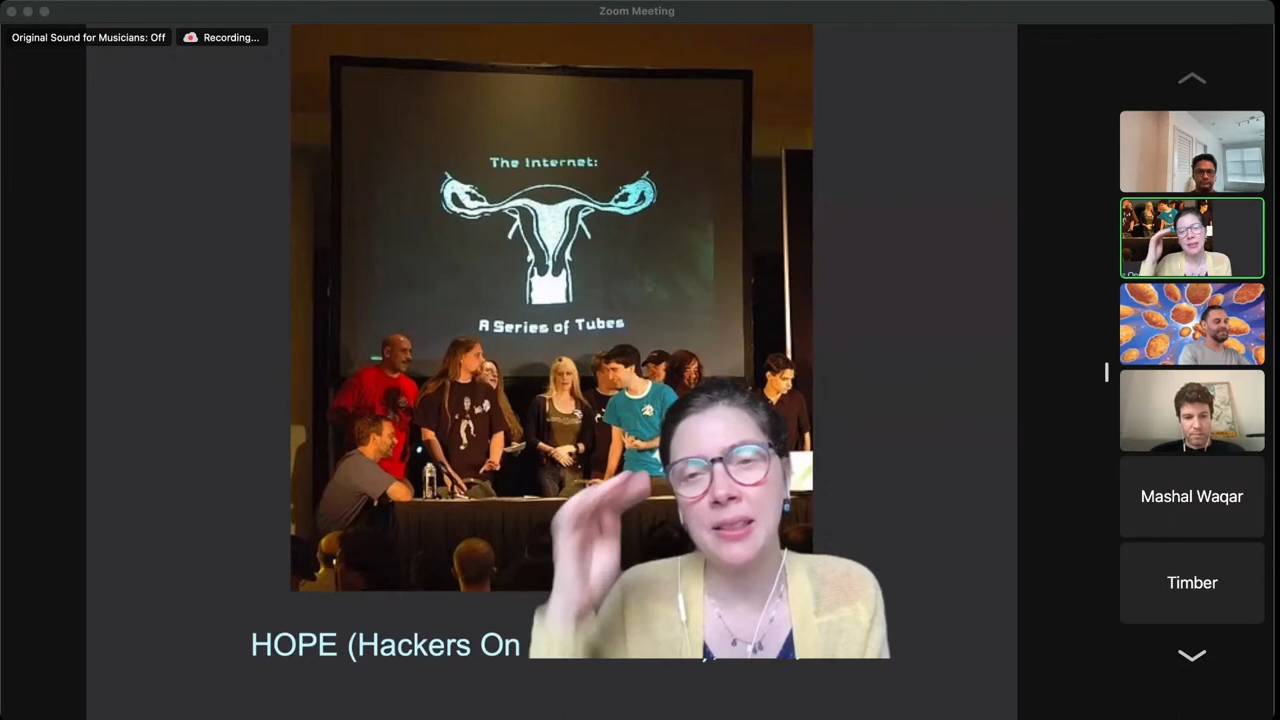 Zoom Meeting
Original Sound for Musicians: Off
Recording...
The Internet:
A Series of Tubes
HOPE (Hackers On
Mashal Waqar
Timber